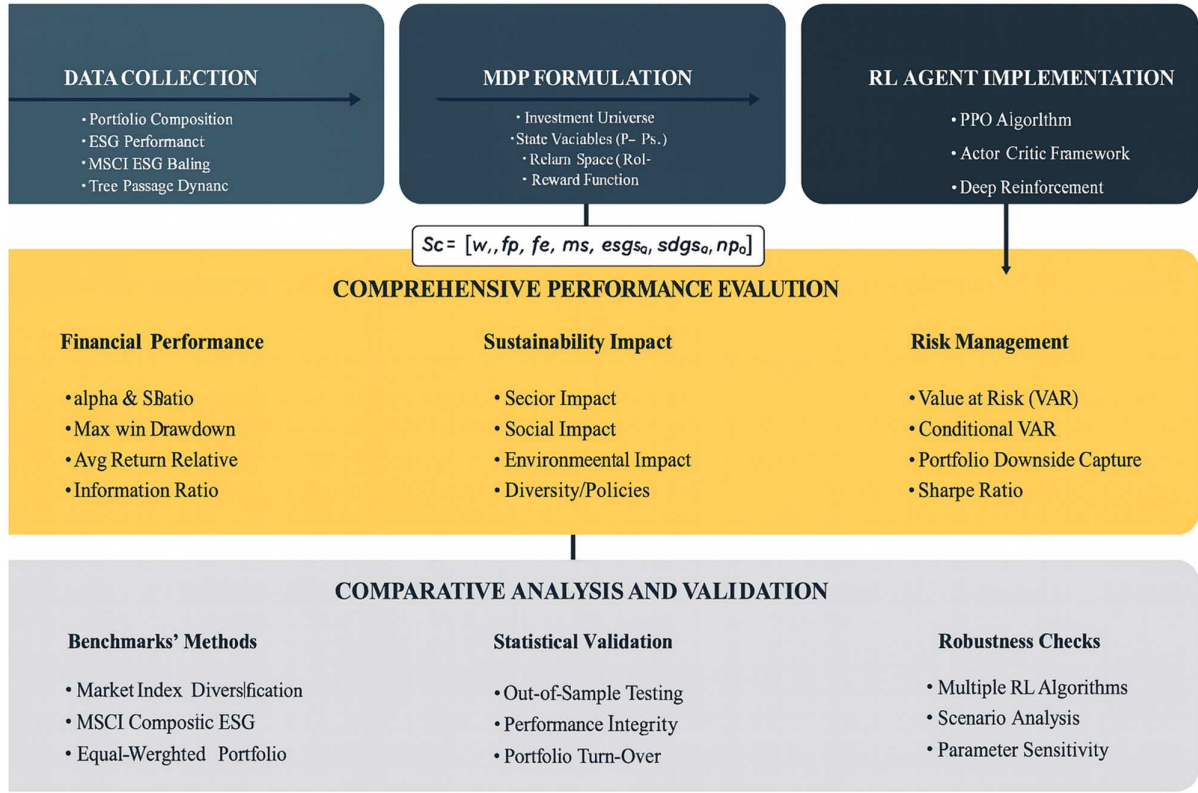 DATA COLLECTION
• Portfolio Composition
• ESG Performanct
• MSCI ESG Baling
• Tree Passage Dynanc
MDP FORMULATION
• Investment Universe
•State Vaciables (P– Ps.)
• Relarn Space ( Rol-
• Reward Function
RL AGENT IMPLEMENTATION
• PPO Algorlthm
• Actor Critic Framework
• Deep Reinforcement
Sc = [w,, fp, fe, ms, esgsₐ, sdgsₐ, npₒ]
COMPREHENSIVE PERFORMANCE EVALUTION
Financial Performance
• alpha & SBatio
• Max win Drawdown
• Avg Return Relative
• Information Ratio
Sustainability Impact
• Secior Impact
• Social Impact
• Environmeental Impact
• Diversity/Policies
Risk Management
• Value at Risk (VAR)
• Conditional VAR
• Portfolio Downside Capture
• Sharpe Ratio
COMPARATIVE ANALYSIS AND VALIDATION
Benchmarks' Methods
• Market Index Diversification
• MSCI Compostic ESG
• Equal-Werghted Portfolio
Statistical Validation
• Out-of-Sample Testing
• Performance Integrity
• Portfolio Turn-Over
Robustness Checks
• Multiple RL Algorithms
• Scenario Analysis
• Parameter Sensitivity